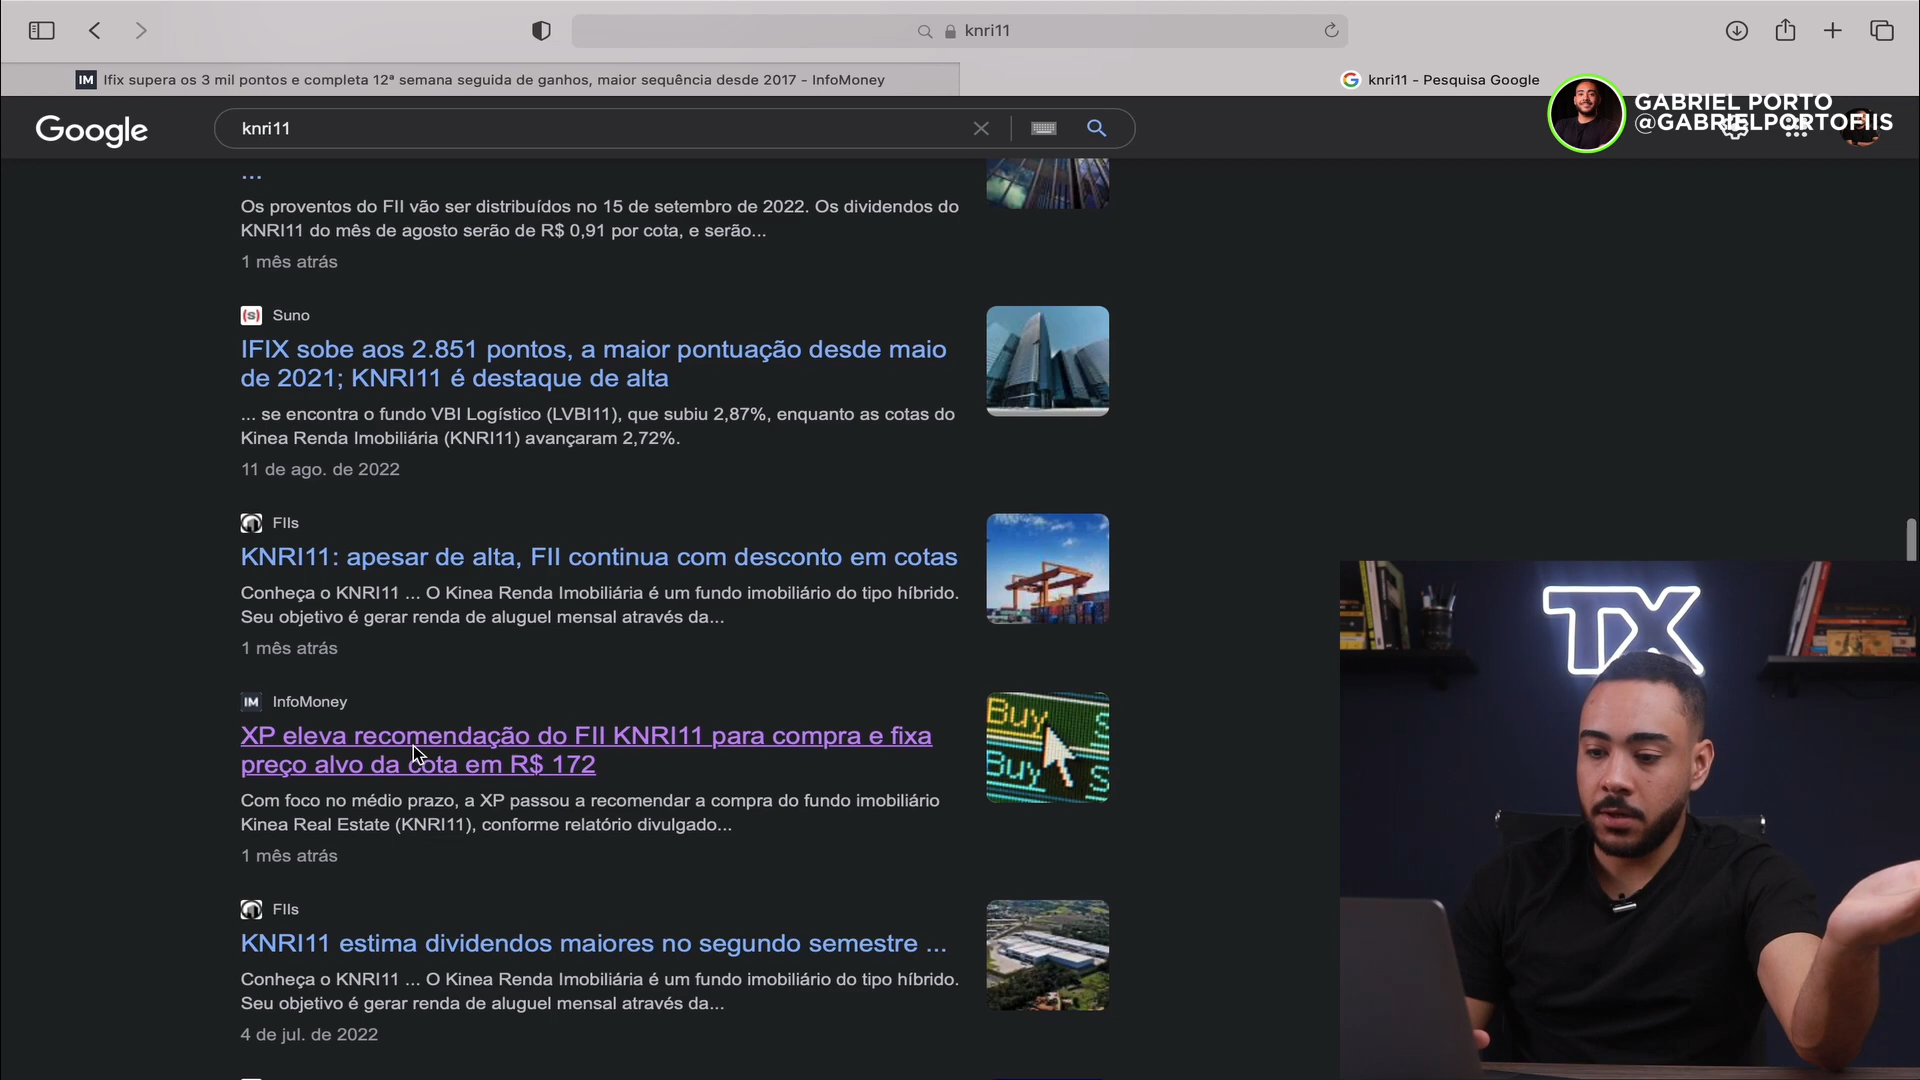 knri11
IM Ifix supera os 3 mil pontos e completa 12ª semana seguida de ganhos, maior sequência desde 2017 - InfoMoney
knri11 - Pesquisa Google
GABRIEL PORTO
@GABRIELPORTOFIIS
Google
knri11
...
Os proventos do FII vão ser distribuídos no 15 de setembro de 2022. Os dividendos do
KNRI11 do mês de agosto serão de R$ 0,91 por cota, e serão...
1 mês atrás
(s) Suno
IFIX sobe aos 2.851 pontos, a maior pontuação desde maio
de 2021; KNRI11 é destaque de alta
... se encontra o fundo VBI Logístico (LVBI11), que subiu 2,87%, enquanto as cotas do
Kinea Renda Imobiliária (KNRI11) avançaram 2,72%.
11 de ago. de 2022
FIIs
KNRI11: apesar de alta, FII continua com desconto em cotas
Conheça o KNRI11 ... O Kinea Renda Imobiliária é um fundo imobiliário do tipo híbrido.
Seu objetivo é gerar renda de aluguel mensal através da...
1 mês atrás
IM InfoMoney
XP eleva recomendação do FII KNRI11 para compra e fixa
preço alvo da cota em R$ 172
Com foco no médio prazo, a XP passou a recomendar a compra do fundo imobiliário
Kinea Real Estate (KNRI11), conforme relatório divulgado...
1 mês atrás
Buy S
Buy S
FIIs
KNRI11 estima dividendos maiores no segundo semestre ...
Conheça o KNRI11 ... O Kinea Renda Imobiliária é um fundo imobiliário do tipo híbrido.
Seu objetivo é gerar renda de aluguel mensal através da...
4 de jul. de 2022
TX